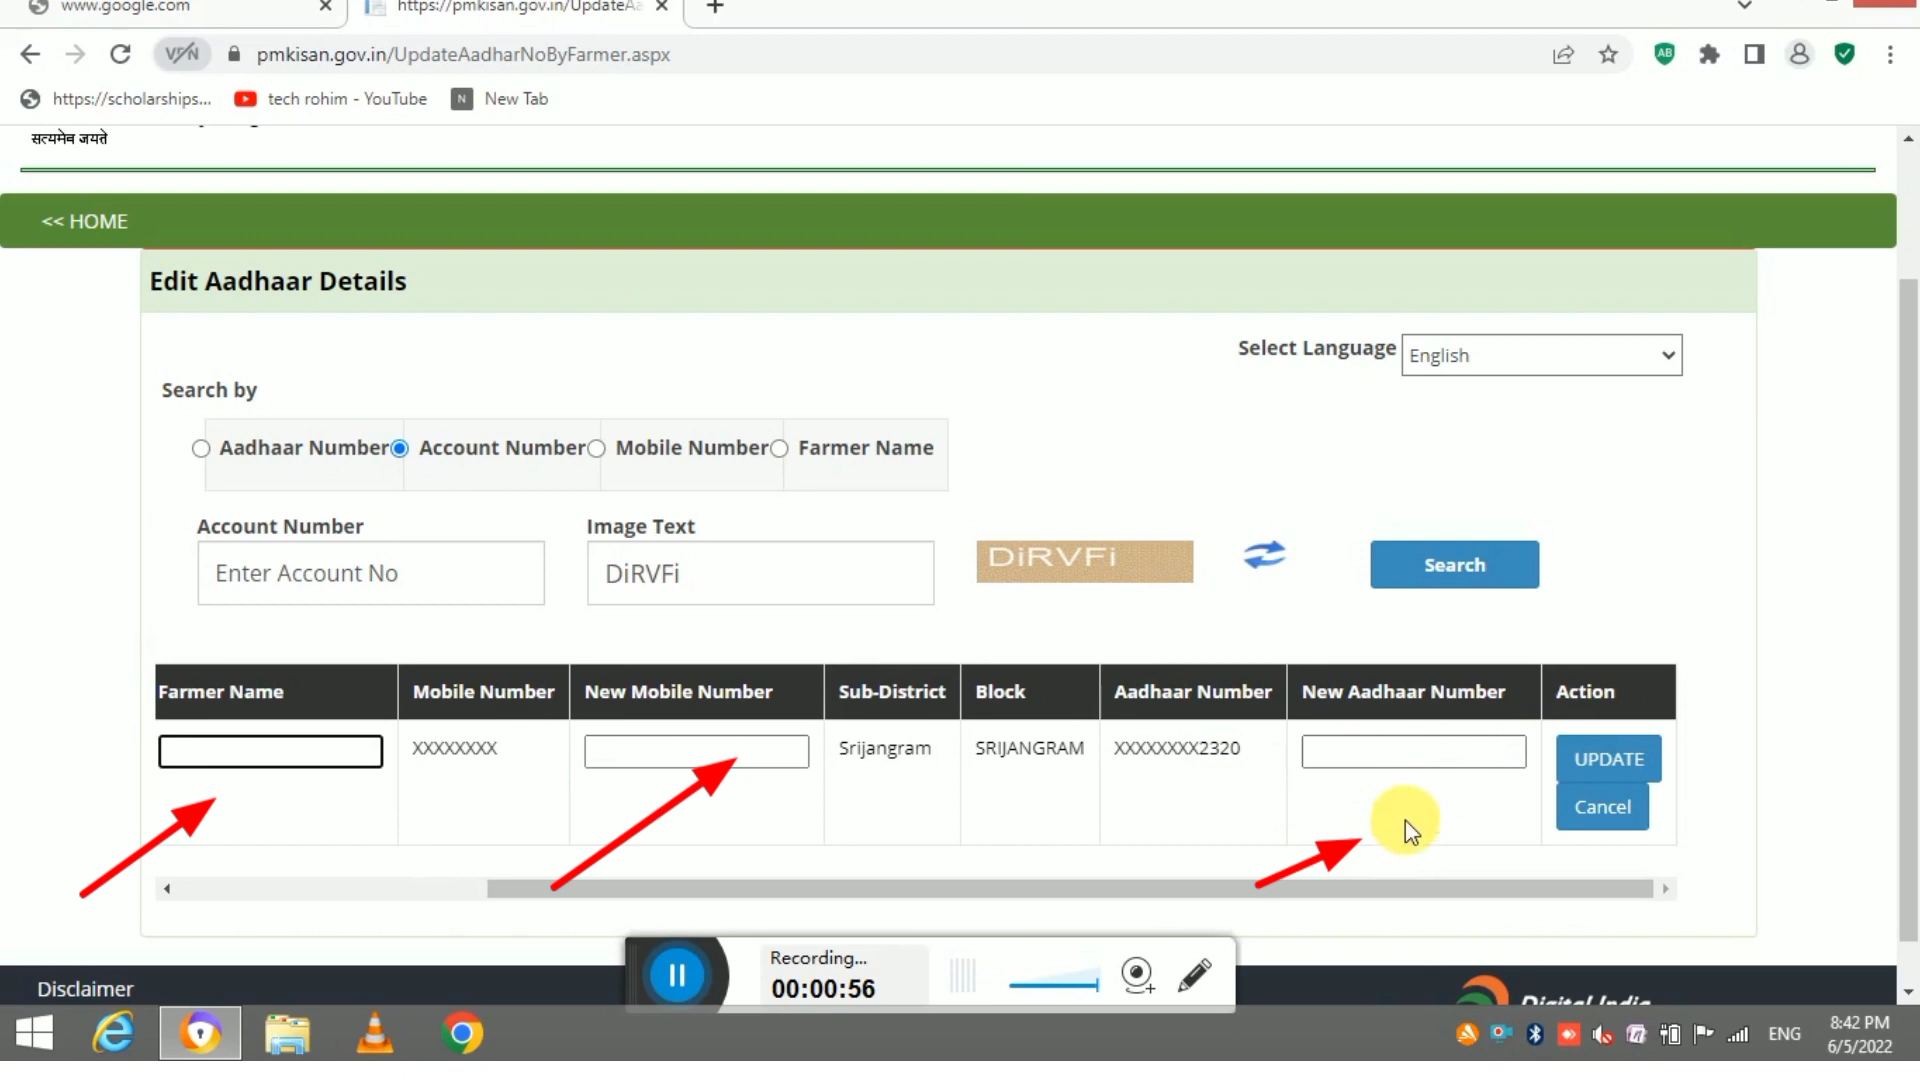 www.google.com
https://pmkisan.gov.in/UpdateAa
pmkisan.gov.in/UpdateAadharNoByFarmer.aspx
https://scholarships... tech rohim - YouTube N New Tab
सत्यमेव जयते
<< HOME
Edit Aadhaar Details
Select Language English
Search by
Aadhaar Number Account Number Mobile Number Farmer Name
Account Number Image Text
Enter Account No DiRVFi DiRVFi Search
Farmer Name Mobile Number New Mobile Number Sub-District Block Aadhaar Number New Aadhaar Number Action
XXXXXXXX Srijangram SRIJANGRAM XXXXXXXX2320 UPDATE
Cancel
Recording...
00:00:56
Disclaimer
Digital India
ENG 8:42 PM
6/5/2022